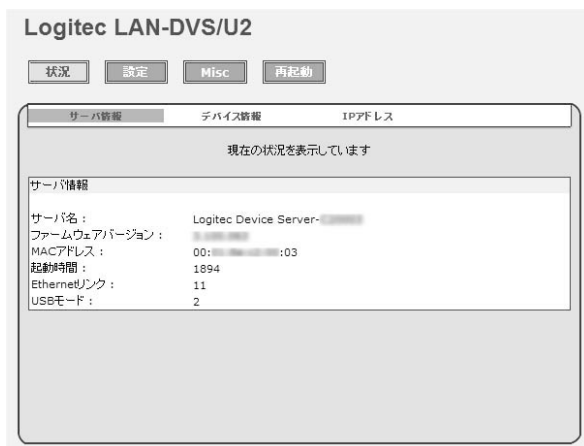 Logitec LAN-DVS/U2
状況 設定 Misc 再起動
サーバ情報 デバイス情報 IPアドレス
現在の状況を表示しています
サーバ情報
サーバ名： Logitec Device Server-
ファームウェアバージョン：
MACアドレス： 00: :03
起動時間： 1894
Ethernetリンク： 11
USBモード： 2